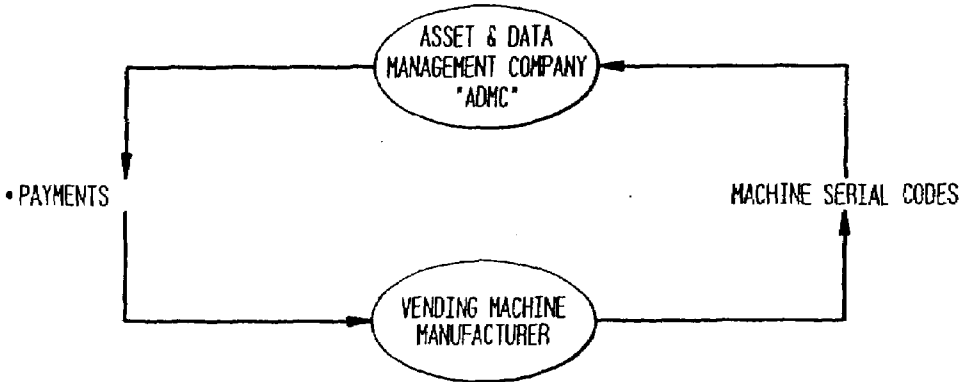 ASSET & DATA
MANAGEMENT COMPANY
"ADMC"
• PAYMENTS
MACHINE SERIAL CODES
VENDING MACHINE
MANUFACTURER